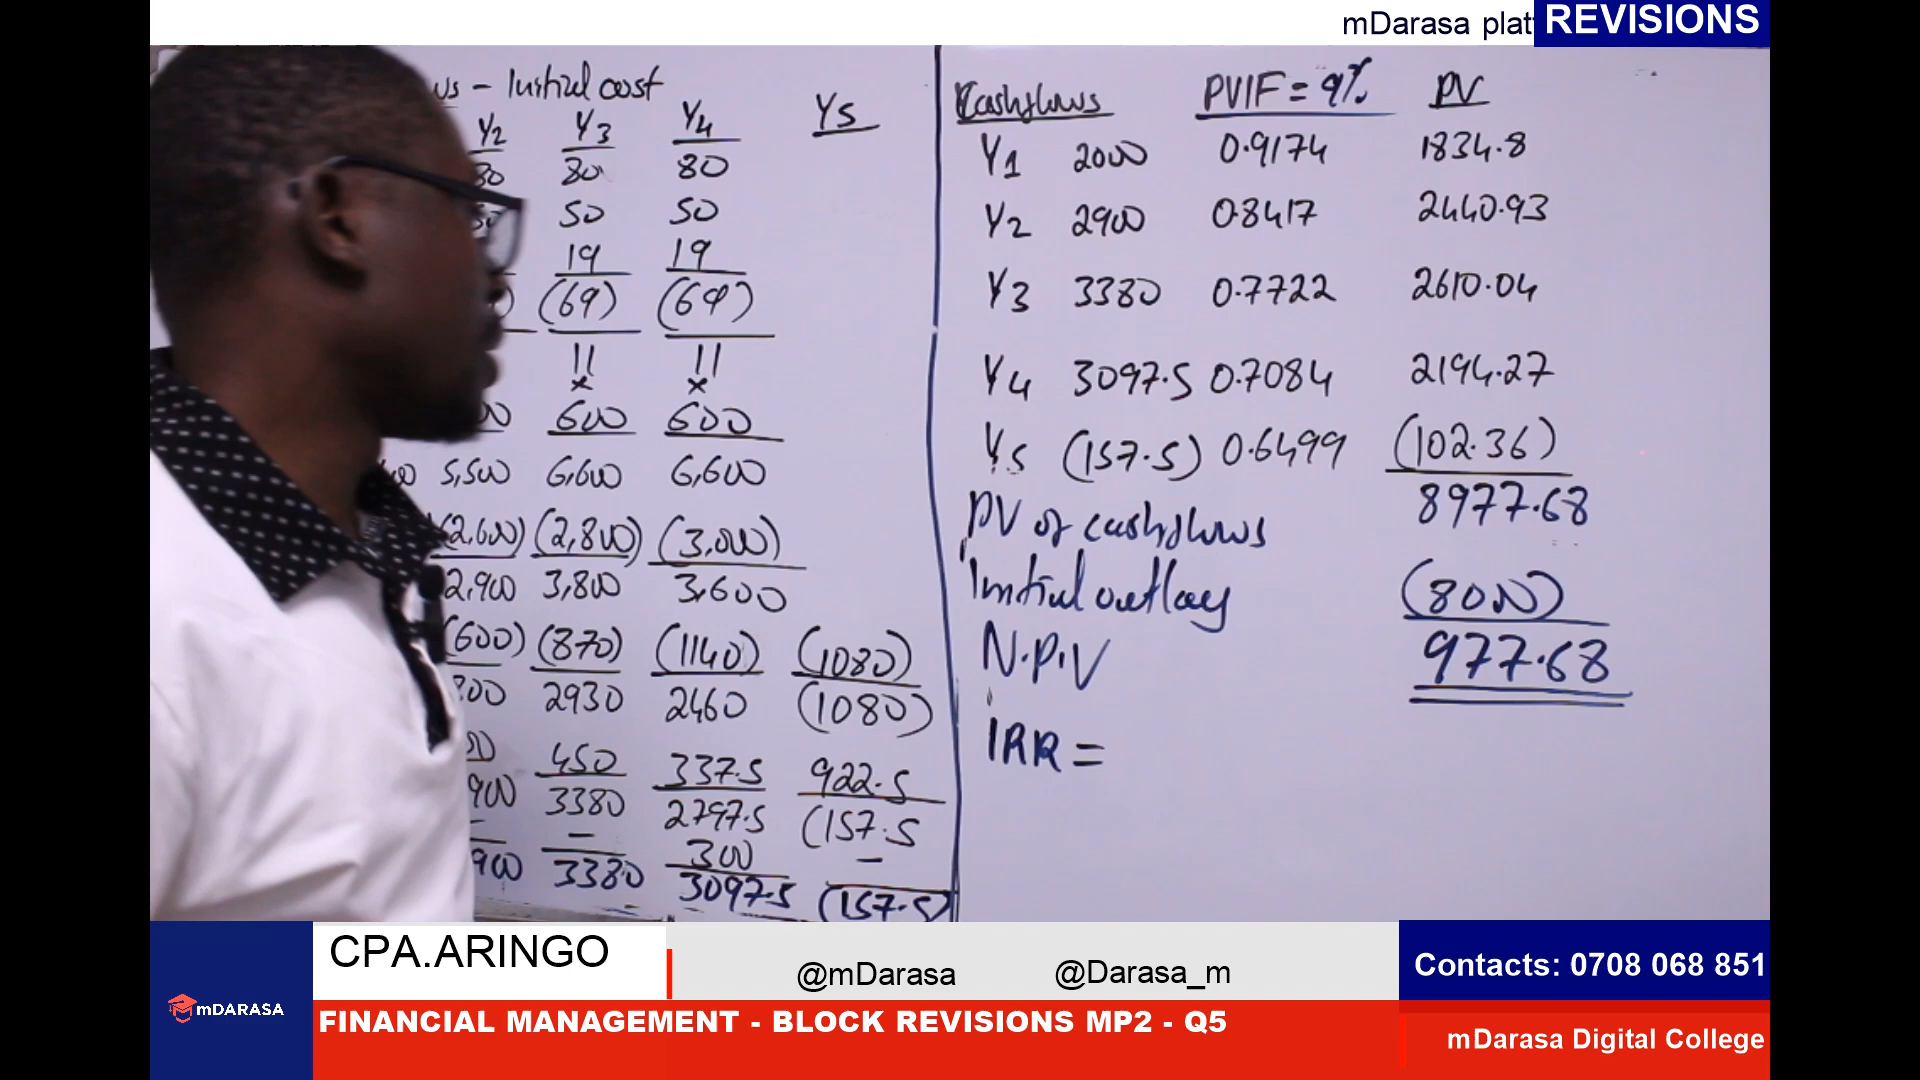 mDarasa plat
REVISIONS
- Initial cost
Y2 Y3 Y4 Y5
80 80
50 50
19 19
(69) (69)
11 11
x x
600 600
5,500 6,600 6,600
(2,600) (2,800) (3,000)
2,900 3,800 3,600
(600) (870) (1140) (1080)
2930 2460 (1080)
450 337.5 922.5
3380 2797.5 (157.5
- - 300 -
3380 3097.5 (157.5)
Cashflows PVIF = 9% PV
Y1 2000 0.9174 1834.8
Y2 2900 0.8417 2440.93
Y3 3380 0.7722 2610.04
Y4 3097.5 0.7084 2194.27
Y5 (157.5) 0.6499 (102.36)
8977.68
PV of cashflows
Initial outlay (8000)
N.P.V 977.68
IRR =
CPA.ARINGO
@mDarasa @Darasa_m
Contacts: 0708 068 851
mDARASA
FINANCIAL MANAGEMENT - BLOCK REVISIONS MP2 - Q5
mDarasa Digital College